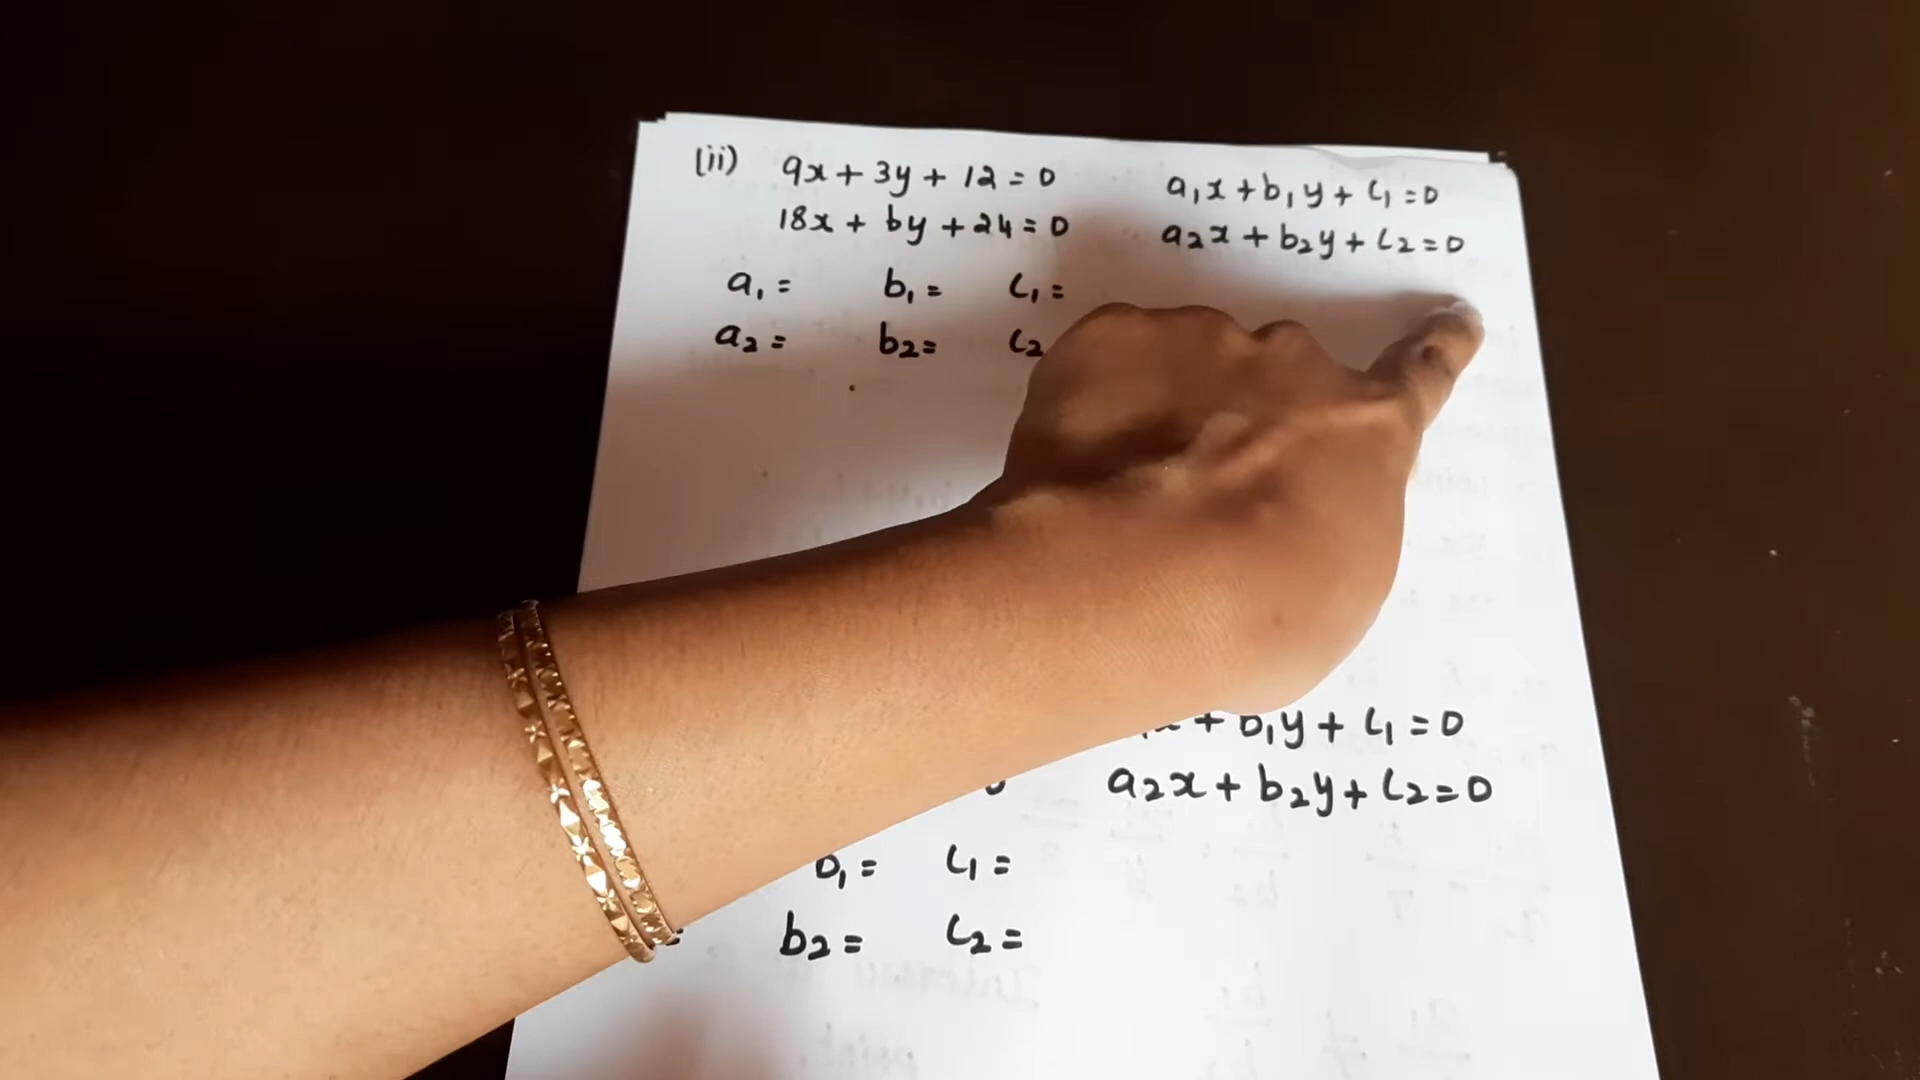 (ii) 9x + 3y + 12 = 0 a₁x + b₁y + c₁ = 0
18x + 6y + 24 = 0 a₂x + b₂y + c₂ = 0
a₁ = b₁ = c₁ =
a₂ = b₂ = c₂
+ b₁y + c₁ = 0
a₂x + b₂y + c₂ = 0
b₁ = c₁ =
= b₂ = c₂ =